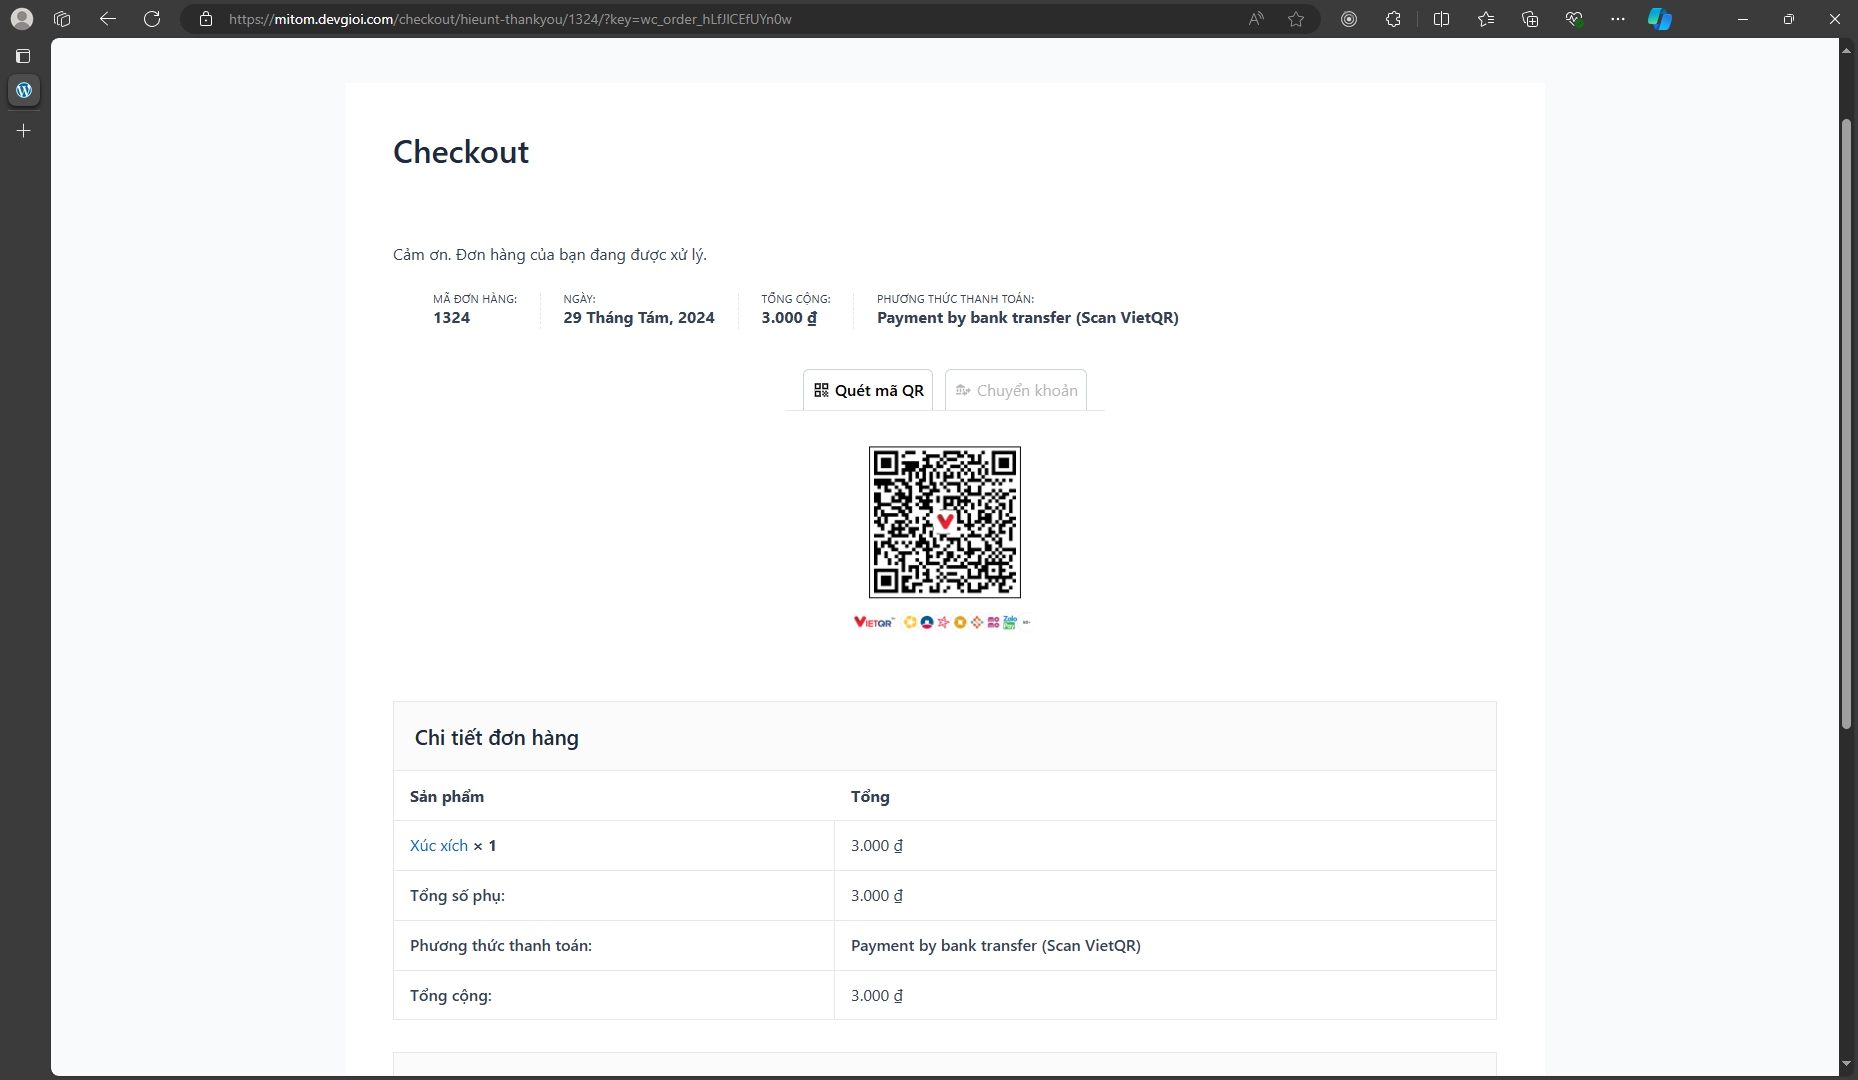 https://mitom.devgioi.com/checkout/hieunt-thankyou/1324/?key=wc_order_hLfJlCEfUYn0w
Checkout
Cảm ơn. Đơn hàng của bạn đang được xử lý.
MÃ ĐƠN HÀNG: NGÀY: TỔNG CỘNG: PHƯƠNG THỨC THANH TOÁN:
1324 29 Tháng Tám, 2024 3.000 ₫ Payment by bank transfer (Scan VietQR)
Quét mã QR Chuyển khoản
VIETQR
Chi tiết đơn hàng
Sản phẩm Tổng
Xúc xích × 1 3.000 ₫
Tổng số phụ: 3.000 ₫
Phương thức thanh toán: Payment by bank transfer (Scan VietQR)
Tổng cộng: 3.000 ₫